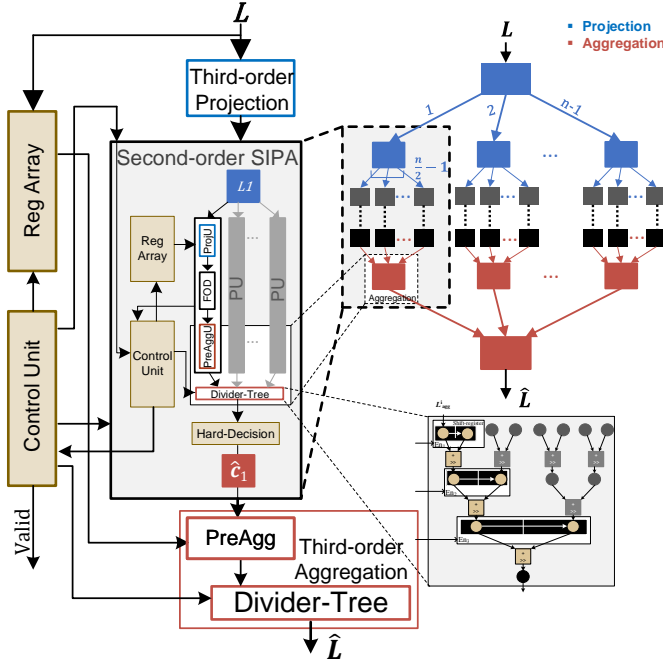 L
Third-order
Projection
Reg Array
Control Unit
Valid
Second-order SIPA
L1
Reg
Array
ProjU
FOD
PreAggU
PU
...
PU
Control
Unit
Divider-Tree
Hard-Decision
ĉ₁
PreAgg
Third-order
Aggregation
Divider-Tree
L̂
Projection
Aggregation
L
1
2
n-1
n/2 − 1
...
...
...
...
...
...
...
...
Aggregation
...
L̂
Shift-register
+
>>
+
>>
+
>>
+
>>
+
>>
+
>>